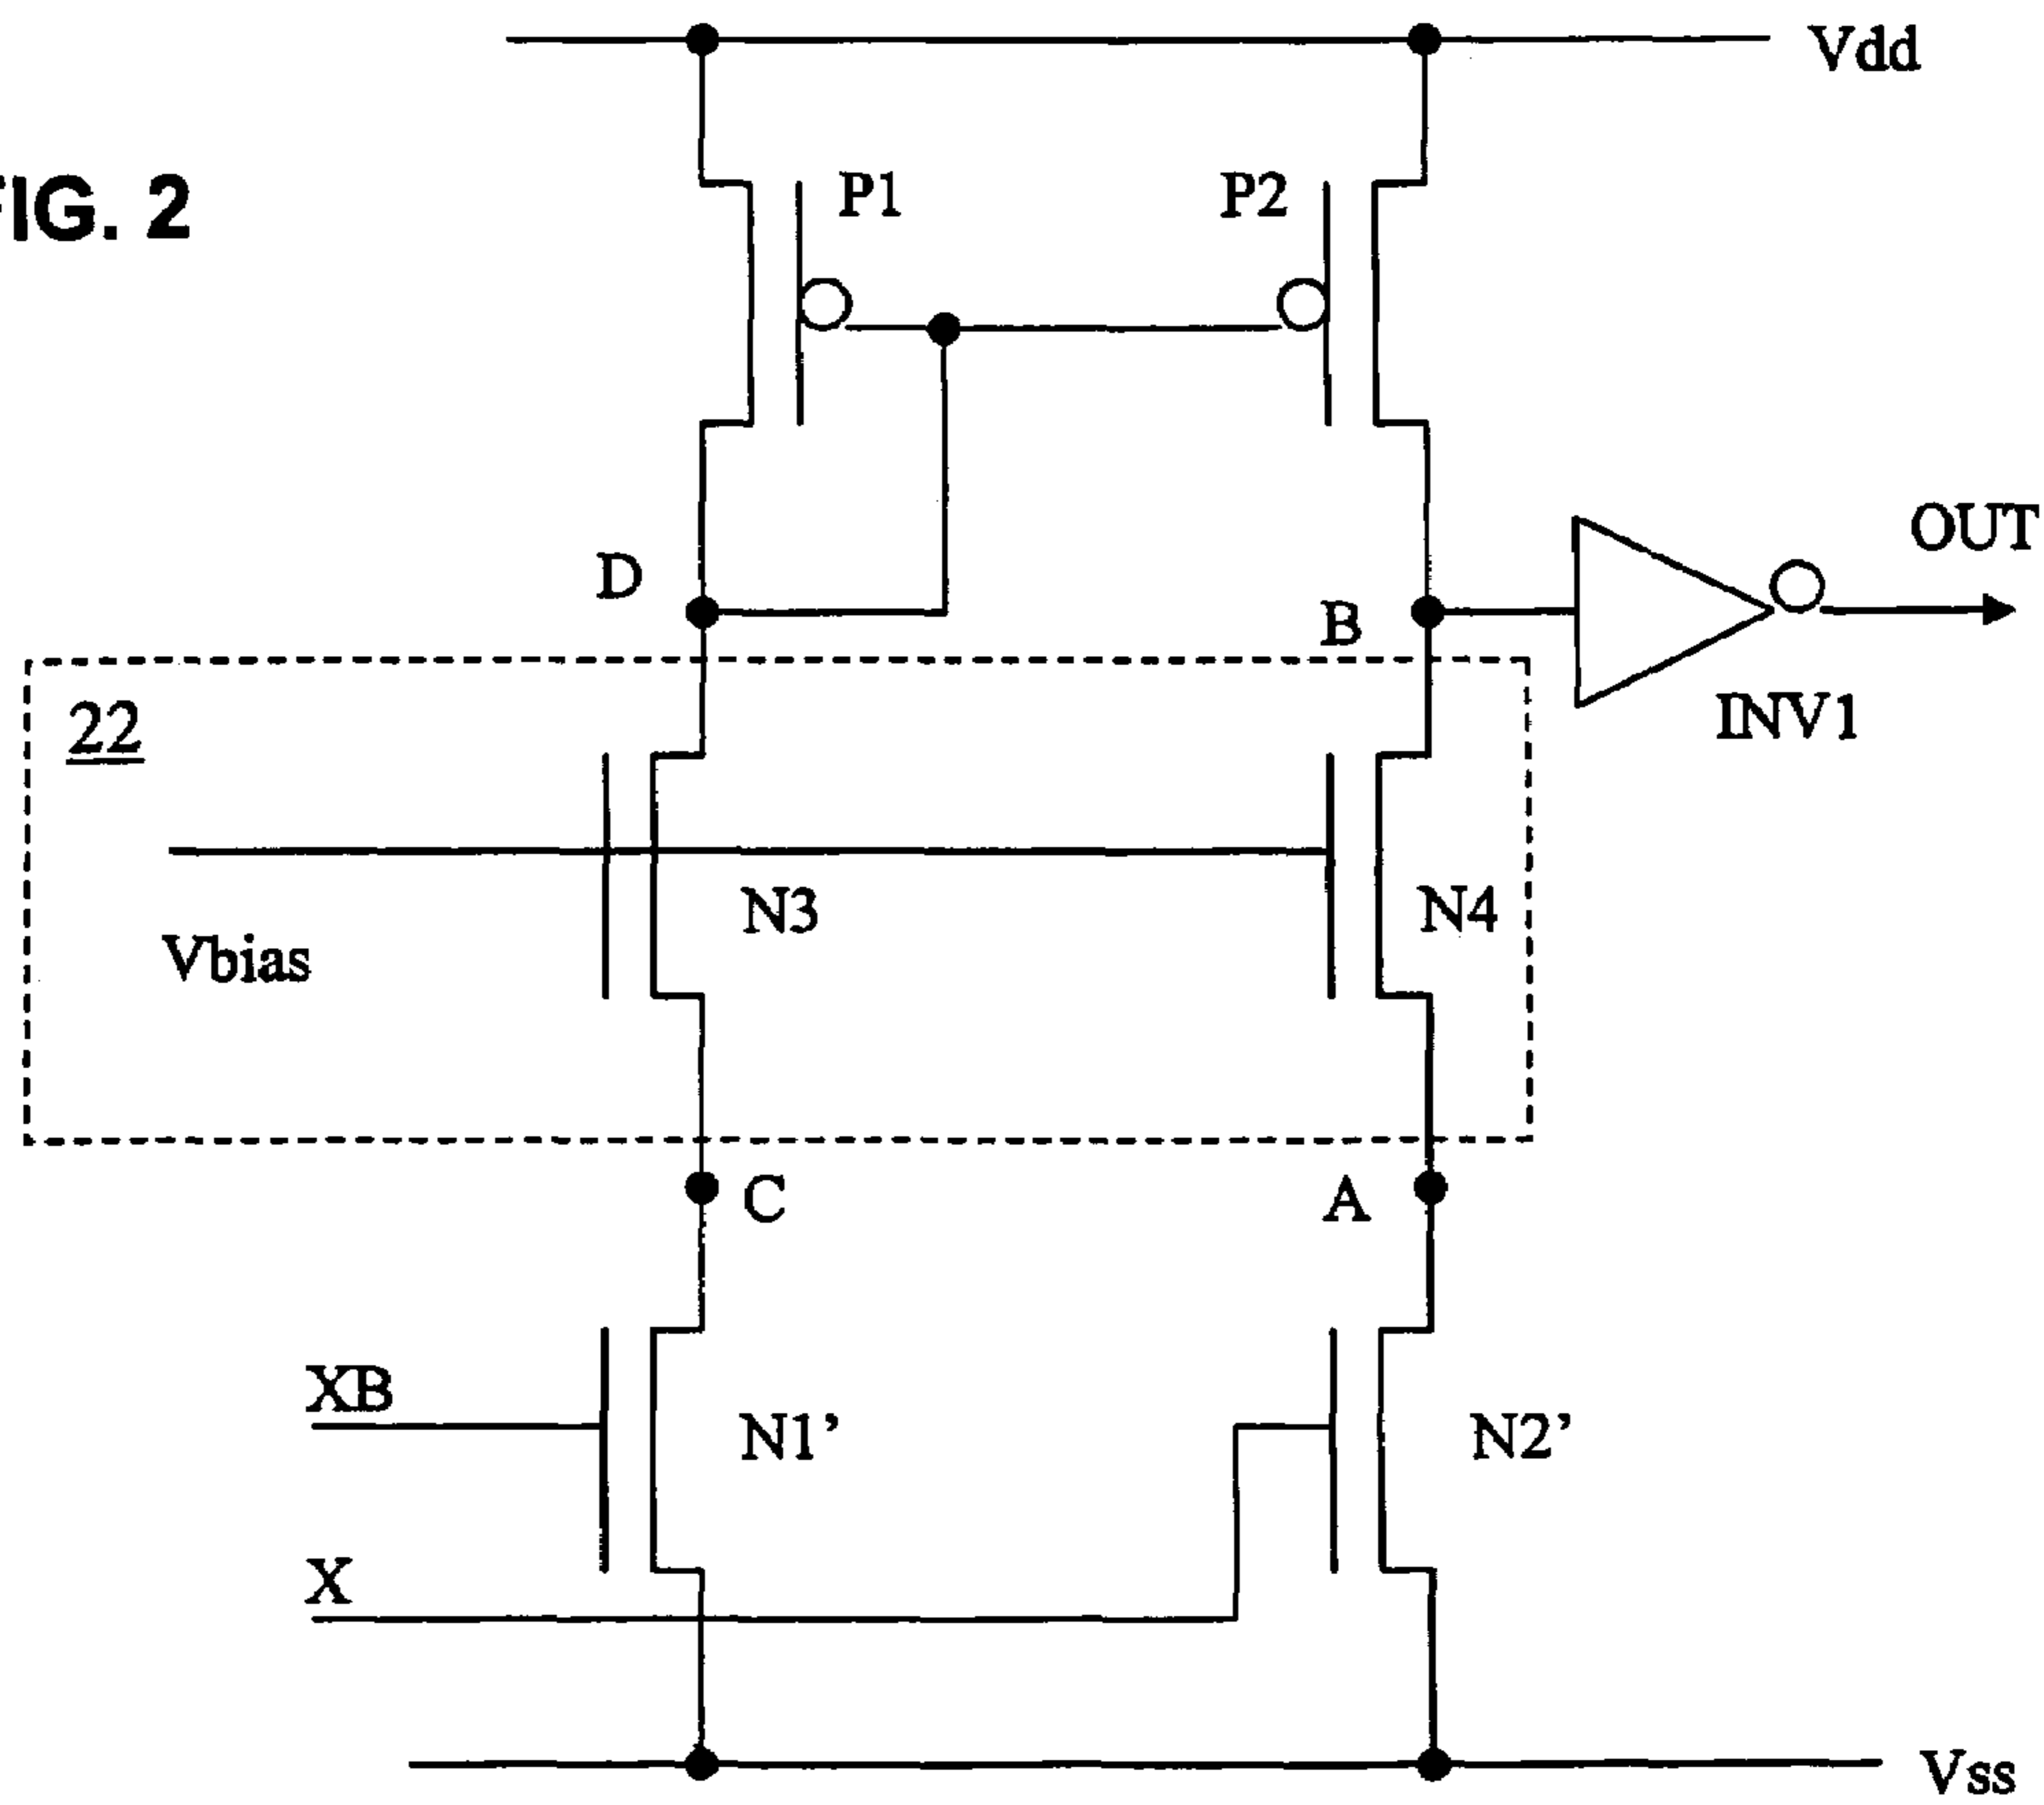 Vdd
FIG. 2
P1
P2
OUT
D
B
22
INV1
N3
N4
Vbias
C
A
XB
N1’
N2’
X
Vss